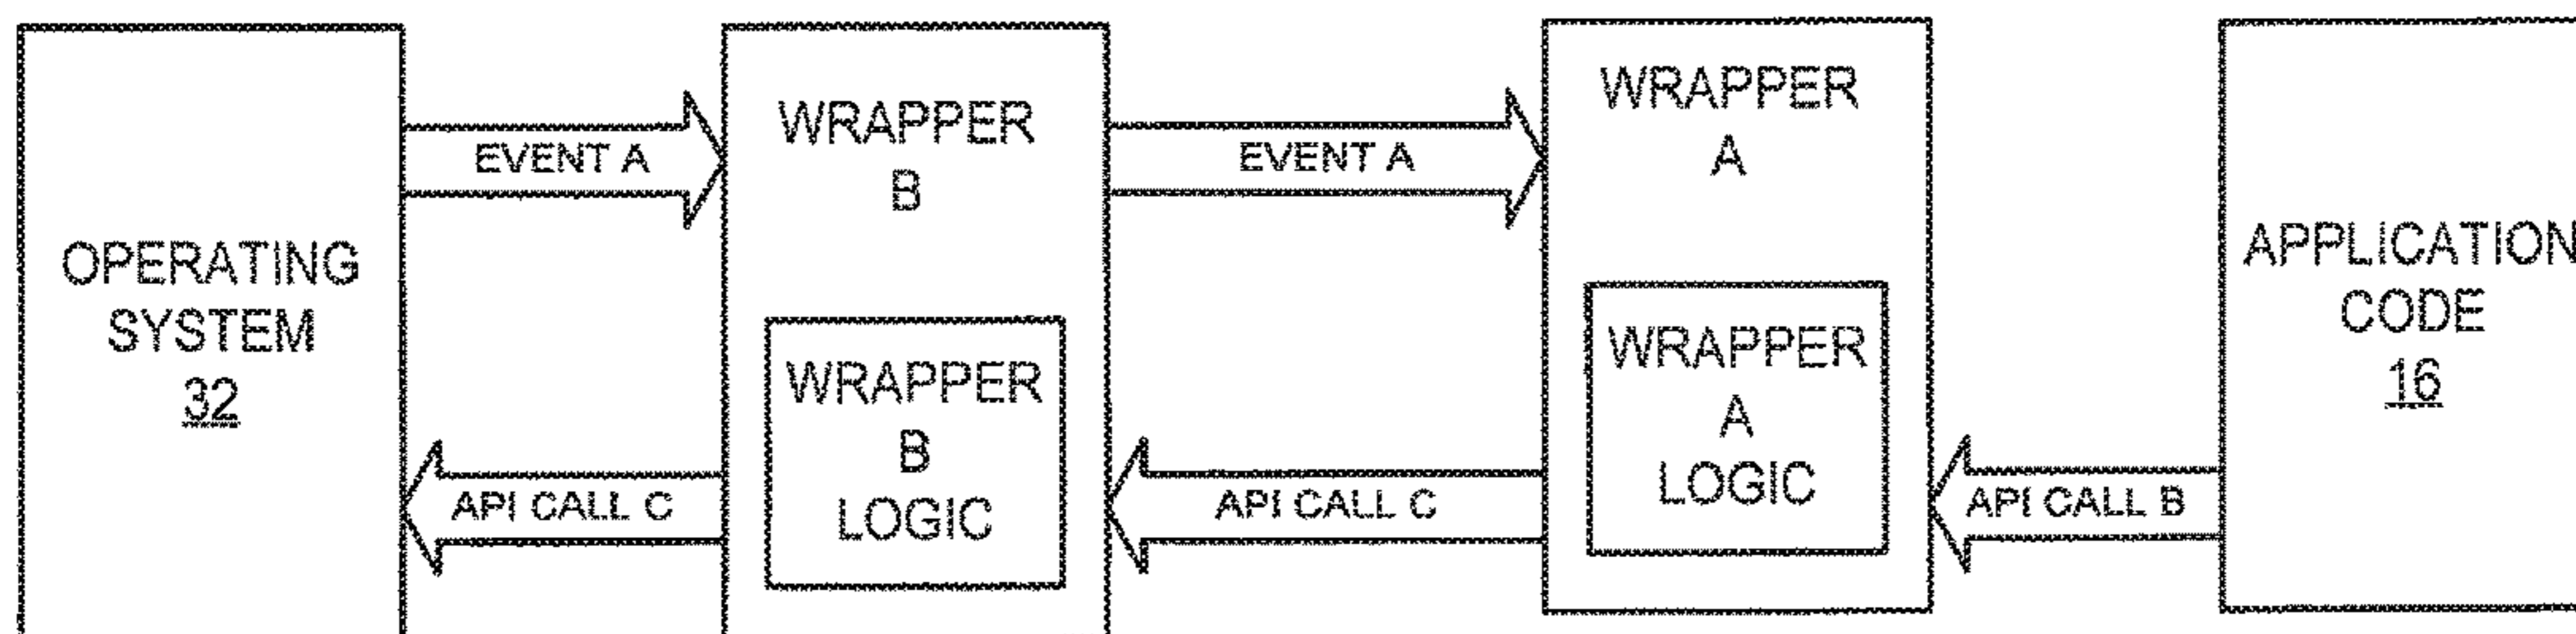 OPERATING
SYSTEM
32
EVENT A
API CALL C
WRAPPER
B
WRAPPER
B
LOGIC
EVENT A
API CALL C
WRAPPER
A
WRAPPER
A
LOGIC
API CALL B
APPLICATION
CODE
16